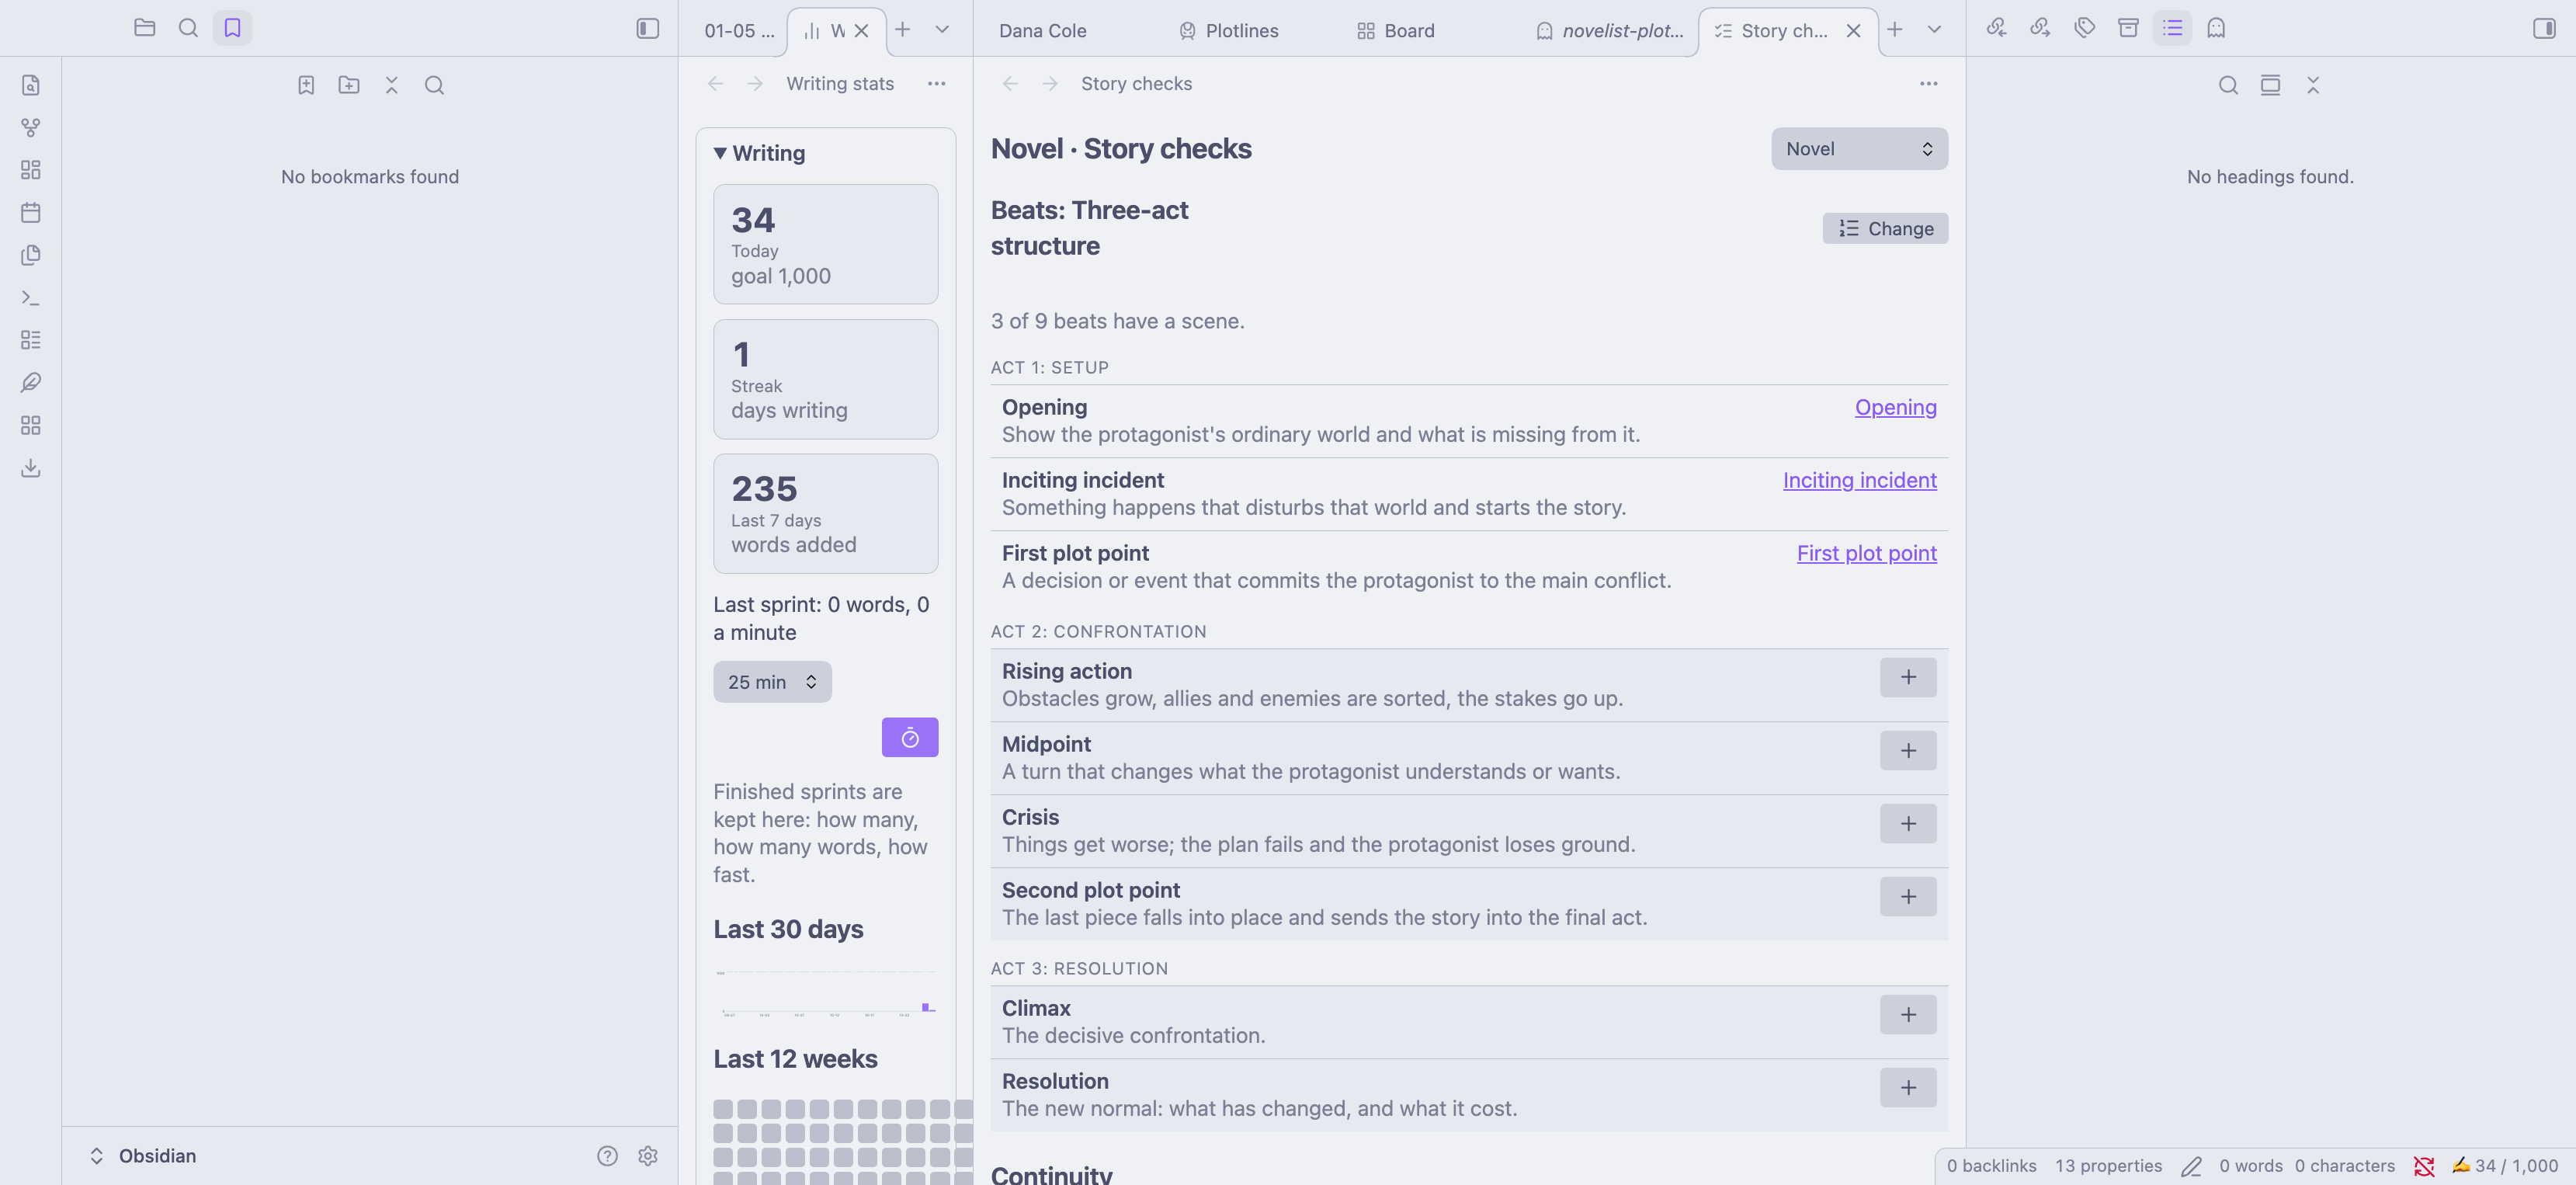 01-05 ...
W
Dana Cole
Plotlines
Board
novelist-plot...
Story ch...
Writing stats
Story checks
No bookmarks found
Writing
34
Today
goal 1,000
1
Streak
days writing
235
Last 7 days
words added
Last sprint: 0 words, 0
a minute
25 min
Finished sprints are
kept here: how many,
how many words, how
fast.
Last 30 days
Last 12 weeks
Novel · Story checks
Novel
Beats: Three-act
structure
Change
3 of 9 beats have a scene.
ACT 1: SETUP
Opening
Opening
Show the protagonist's ordinary world and what is missing from it.
Inciting incident
Inciting incident
Something happens that disturbs that world and starts the story.
First plot point
First plot point
A decision or event that commits the protagonist to the main conflict.
ACT 2: CONFRONTATION
Rising action
Obstacles grow, allies and enemies are sorted, the stakes go up.
Midpoint
A turn that changes what the protagonist understands or wants.
Crisis
Things get worse; the plan fails and the protagonist loses ground.
Second plot point
The last piece falls into place and sends the story into the final act.
ACT 3: RESOLUTION
Climax
The decisive confrontation.
Resolution
The new normal: what has changed, and what it cost.
Continuity
No headings found.
Obsidian
0 backlinks
13 properties
0 words
0 characters
34 / 1,000